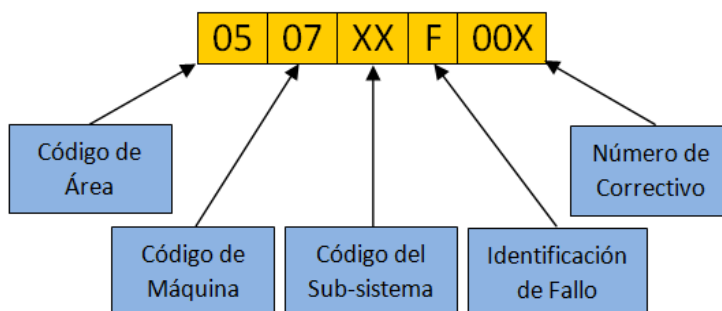 05 07 XX F 00X
Código de
Área
Número de
Correctivo
Código de
Máquina
Código del
Sub-sistema
Identificación
de Fallo